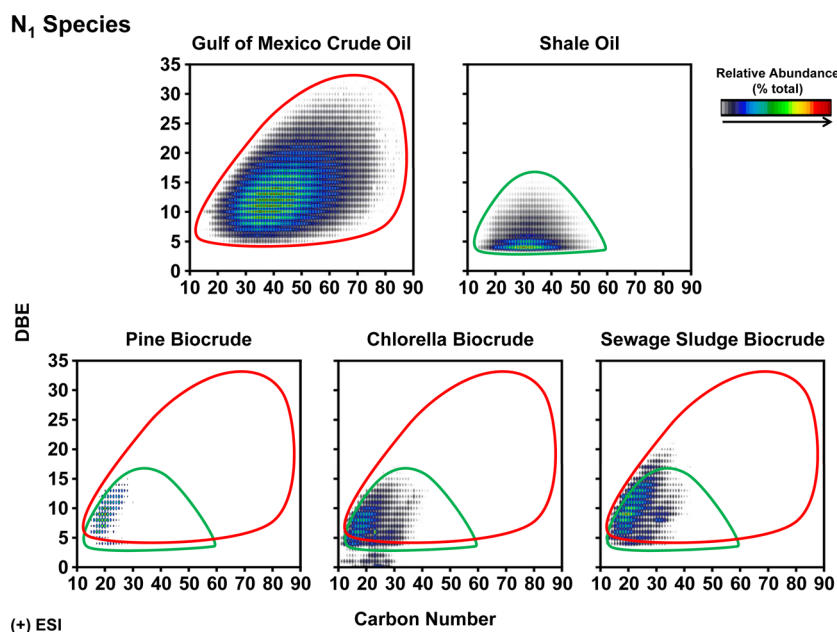 N₁ Species
Gulf of Mexico Crude Oil
Shale Oil
Relative Abundance
(% total)
35
30
25
20
15
10
5
0
10 20 30 40 50 60 70 80 90
10 20 30 40 50 60 70 80 90
DBE
Pine Biocrude
Chlorella Biocrude
Sewage Sludge Biocrude
35
30
25
20
15
10
5
0
10 20 30 40 50 60 70 80 90
10 20 30 40 50 60 70 80 90
10 20 30 40 50 60 70 80 90
(+) ESI
Carbon Number